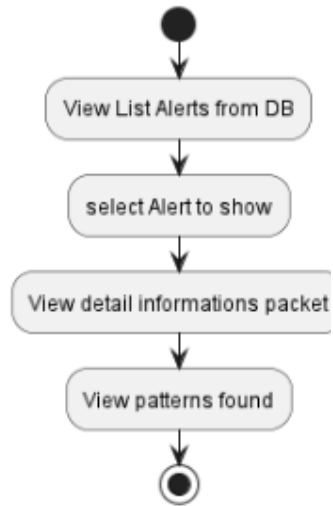 View List Alerts from DB
select Alert to show
View detail informations packet
View patterns found